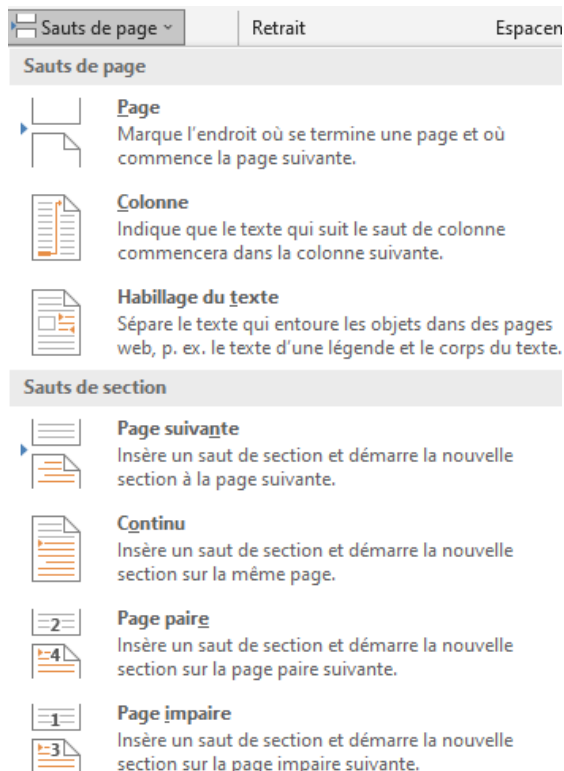 Sauts de page
Retrait
Sauts de page
Page
Marque l'endroit où se termine une page et où
commence la page suivante.
Colonne
Indique que le texte qui suit le saut de colonne
commencera dans la colonne suivante.
Habillage du texte
Sépare le texte qui entoure les objets dans des pages
web, p. ex. le texte d'une légende et le corps du texte.
Sauts de section
Page suivante
Insère un saut de section et démarre la nouvelle
section à la page suivante.
Continu
Insère un saut de section et démarre la nouvelle
section sur la même page.
2
Page paire
4
Insère un saut de section et démarre la nouvelle
section sur la page paire suivante.
1
Page impaire
3
Insère un saut de section et démarre la nouvelle
section sur la page impaire suivante.